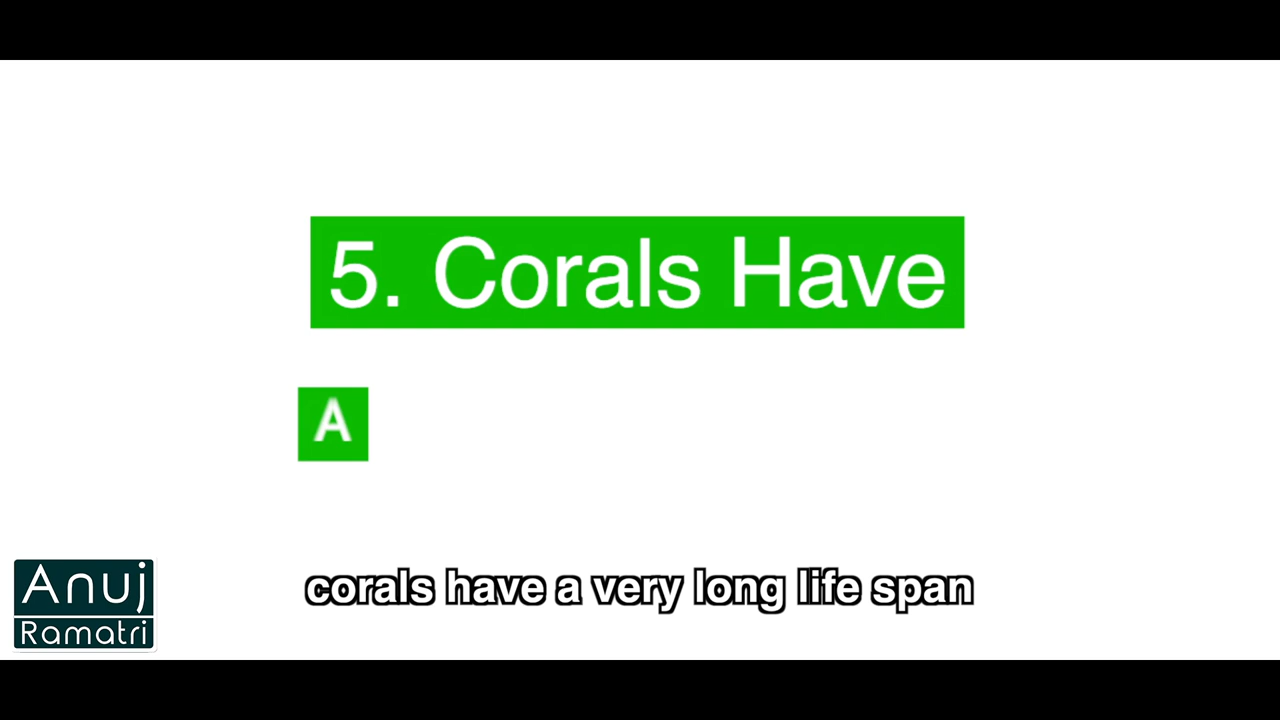 5. Corals Have
A
corals have a very long life span
Anuj
Ramatri